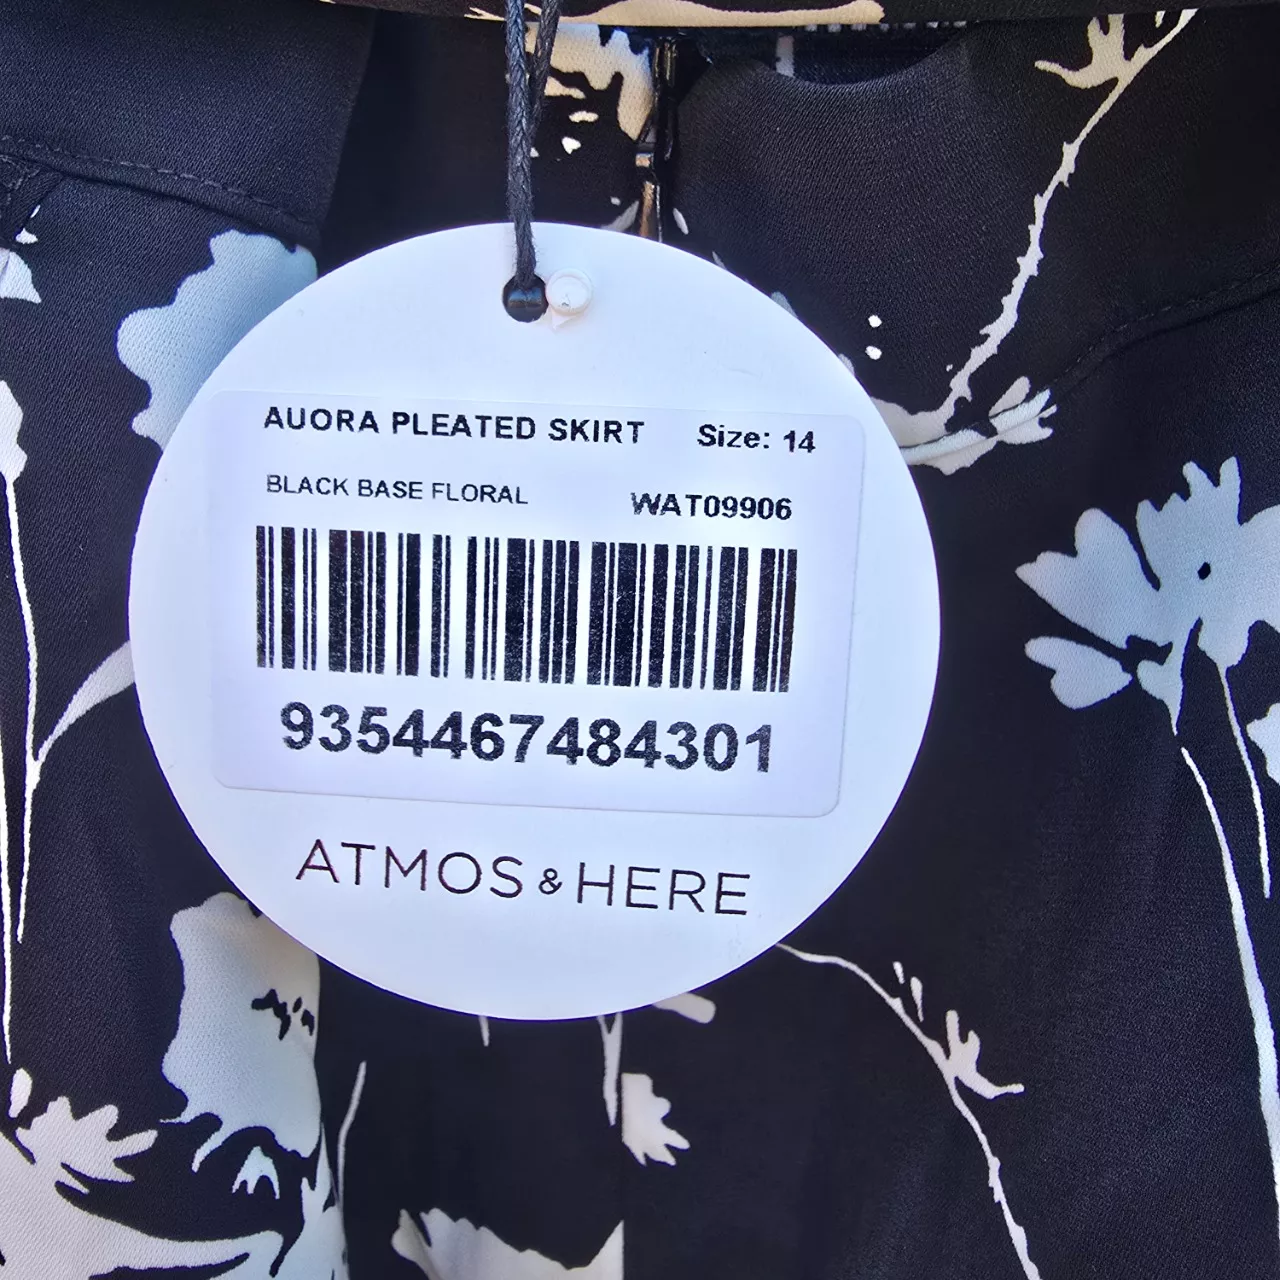 AUORA PLEATED SKIRT Size: 14
BLACK BASE FLORAL WAT09906
9354467484301
ATMOS & HERE